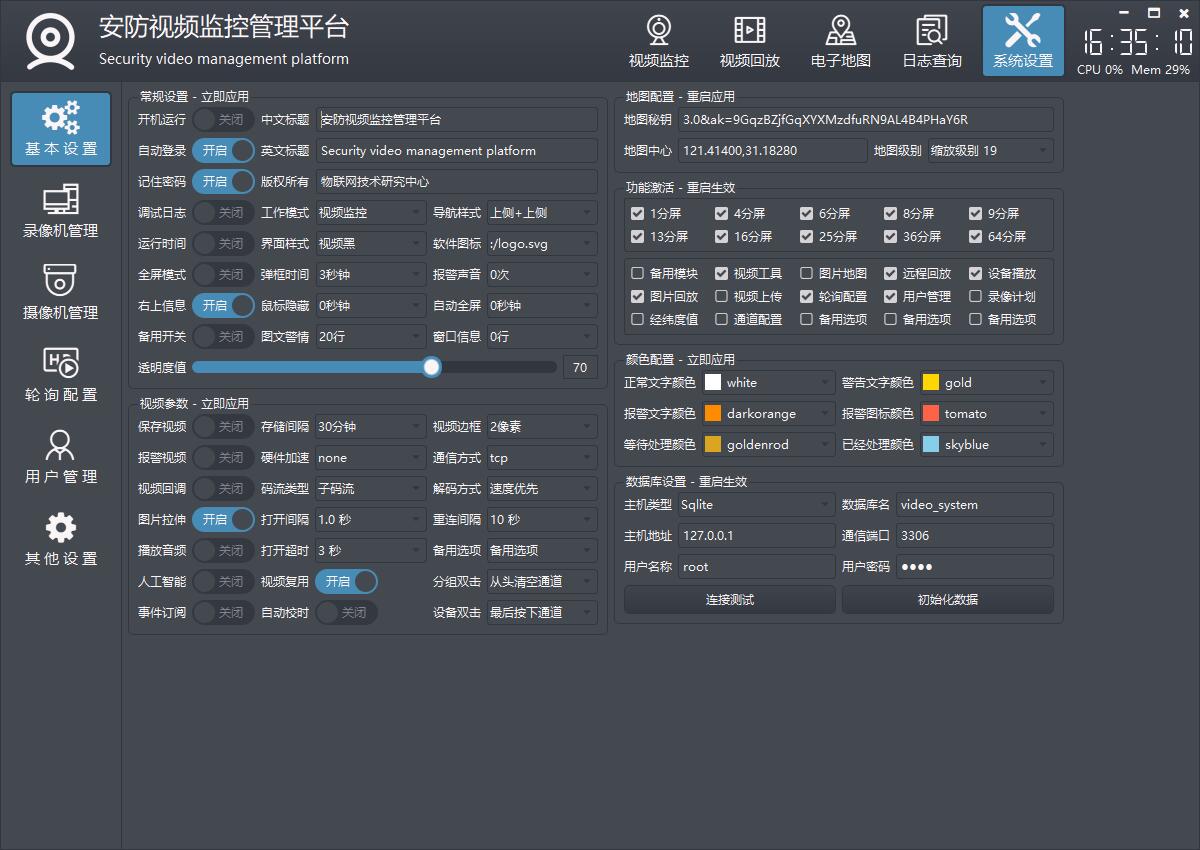 安防视频监控管理平台
Security video management platform
视频监控 视频回放 电子地图 日志查询 系统设置
16:35:10
CPU 0% Mem 29%
基本设置
录像机管理
摄像机管理
轮询配置
用户管理
其他设置
常规设置 - 立即应用
开机运行 关闭 中文标题 安防视频监控管理平台
自动登录 开启 英文标题 Security video management platform
记住密码 开启 版权所有 物联网技术研究中心
调试日志 关闭 工作模式 视频监控 导航样式 上侧+上侧
运行时间 关闭 界面样式 视频黑 软件图标 :/logo.svg
全屏模式 关闭 弹框时间 3秒钟 报警声音 0次
右上信息 开启 鼠标隐藏 0秒钟 自动全屏 0秒钟
备用开关 关闭 图文警情 20行 窗口信息 0行
透明度值 70
视频参数 - 立即应用
保存视频 关闭 存储间隔 30分钟 视频边框 2像素
报警视频 关闭 硬件加速 none 通信方式 tcp
视频回调 关闭 码流类型 子码流 解码方式 速度优先
图片拉伸 开启 打开间隔 1.0 秒 重连间隔 10 秒
播放音频 关闭 打开超时 3 秒 备用选项 备用选项
人工智能 关闭 视频复用 开启 分组双击 从头清空通道
事件订阅 关闭 自动校时 关闭 设备双击 最后按下通道
地图配置 - 重启应用
地图秘钥 3.0&ak=9GqzBZjfGqXYXMzdfuRN9AL4B4PHaY6R
地图中心 121.41400,31.18280 地图级别 缩放级别 19
功能激活 - 重启生效
1分屏 4分屏 6分屏 8分屏 9分屏
13分屏 16分屏 25分屏 36分屏 64分屏
备用模块 视频工具 图片地图 远程回放 设备播放
图片回放 视频上传 轮询配置 用户管理 录像计划
经纬度值 通道配置 备用选项 备用选项 备用选项
颜色配置 - 立即应用
正常文字颜色 white 警告文字颜色 gold
报警文字颜色 darkorange 报警图标颜色 tomato
等待处理颜色 goldenrod 已经处理颜色 skyblue
数据库设置 - 重启生效
主机类型 Sqlite 数据库名 video_system
主机地址 127.0.0.1 通信端口 3306
用户名称 root 用户密码 ●●●●
连接测试 初始化数据